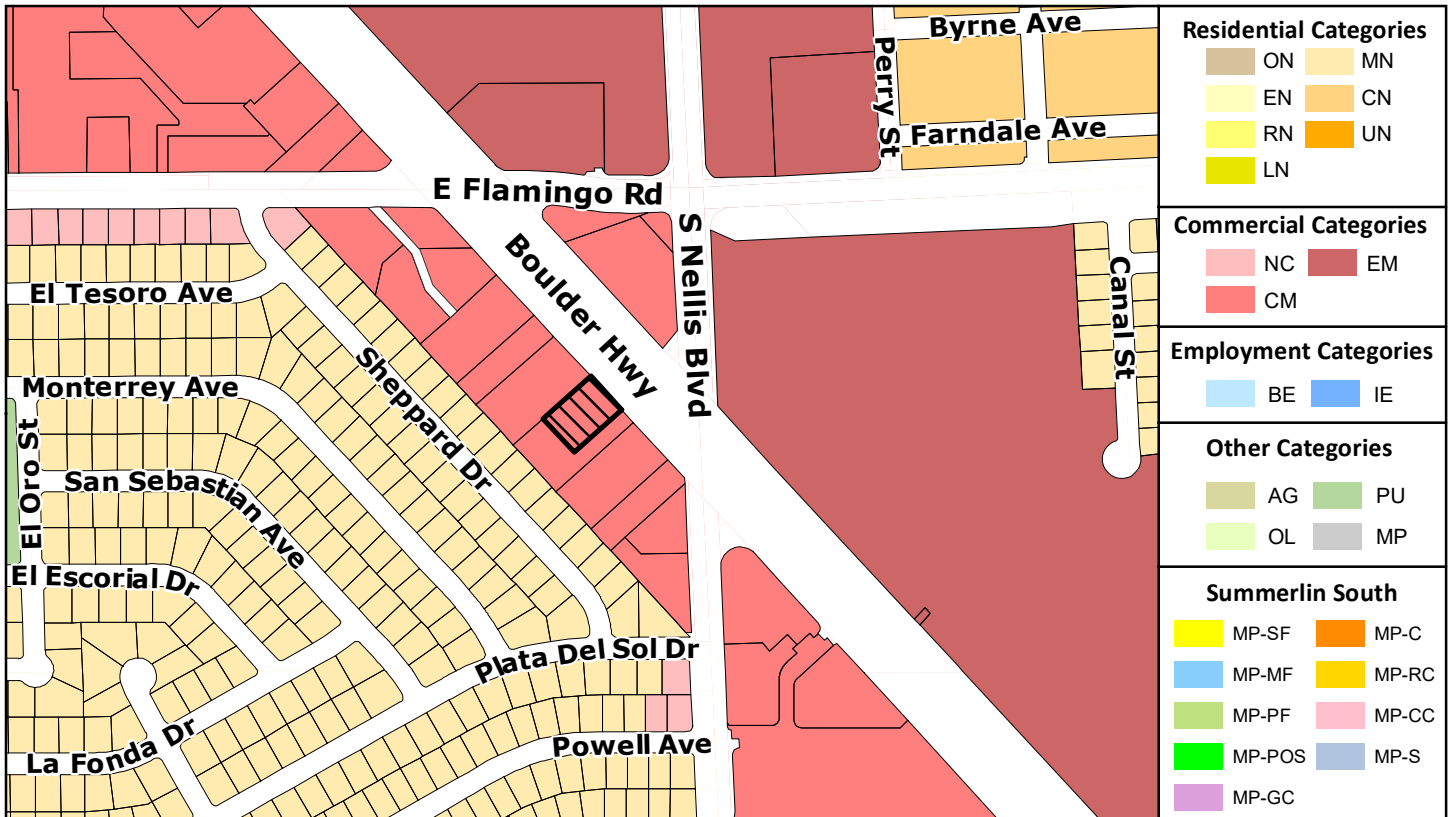 Byrne Ave
Perry St
Farndale Ave
E Flamingo Rd
S Nellis Blvd
Boulder Hwy
Canal St
El Tesoro Ave
Sheppard Dr
Monterrey Ave
El Oro St
San Sebastian Ave
El Escorial Dr
Plata Del Sol Dr
La Fonda Dr
Powell Ave
Residential Categories
ON MN
EN CN
RN UN
LN
Commercial Categories
NC EM
CM
Employment Categories
BE IE
Other Categories
AG PU
OL MP
Summerlin South
MP-SF MP-C
MP-MF MP-RC
MP-PF MP-CC
MP-POS MP-S
MP-GC